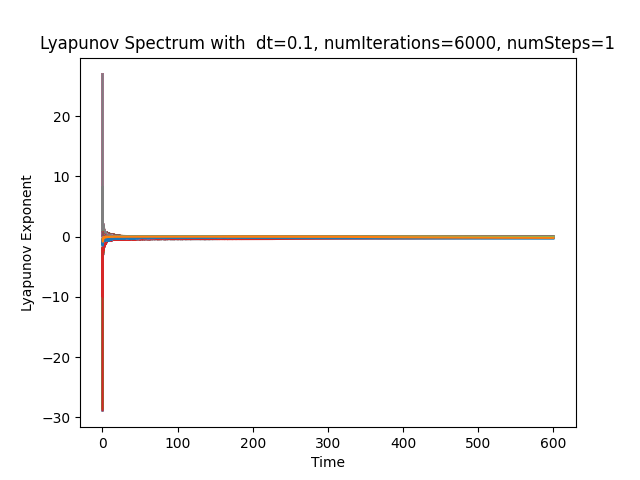 Lyapunov Spectrum with  dt=0.1, numIterations=6000, numSteps=1
20
10
0
−10
−20
−30
Lyapunov Exponent
0 100 200 300 400 500 600
Time